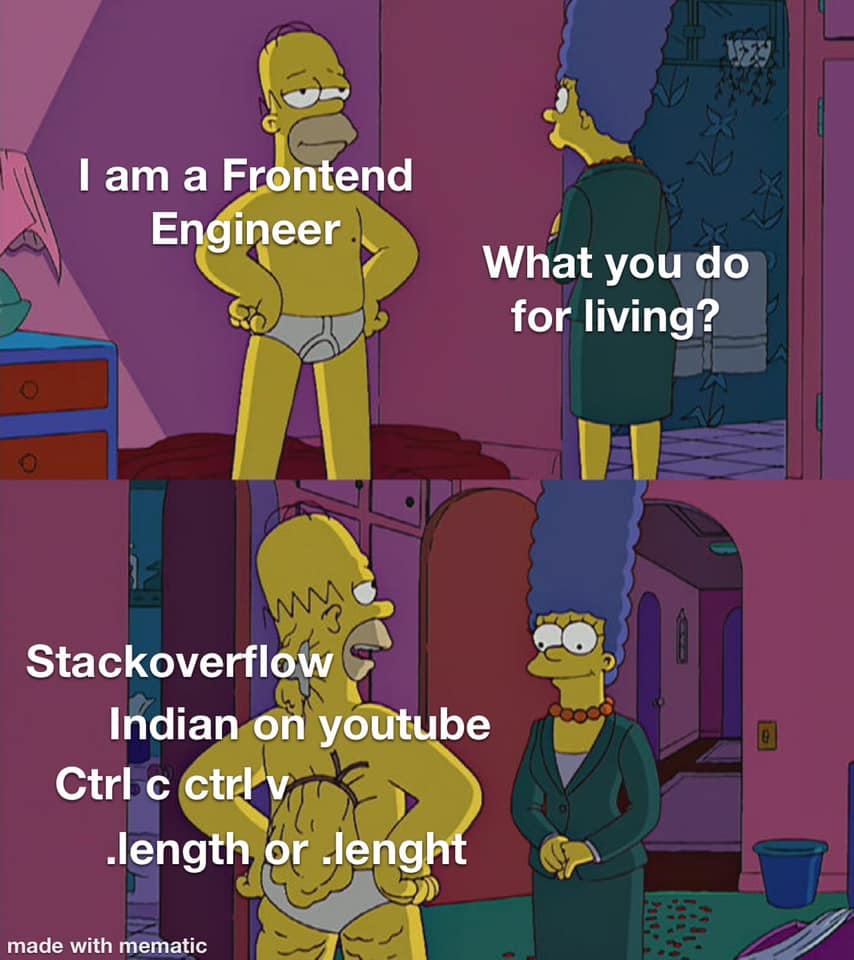 I am a Frontend
Engineer
What you do
for living?
Stackoverflow
Indian on youtube
Ctrl c ctrl v
.length or .lenght
made with mematic